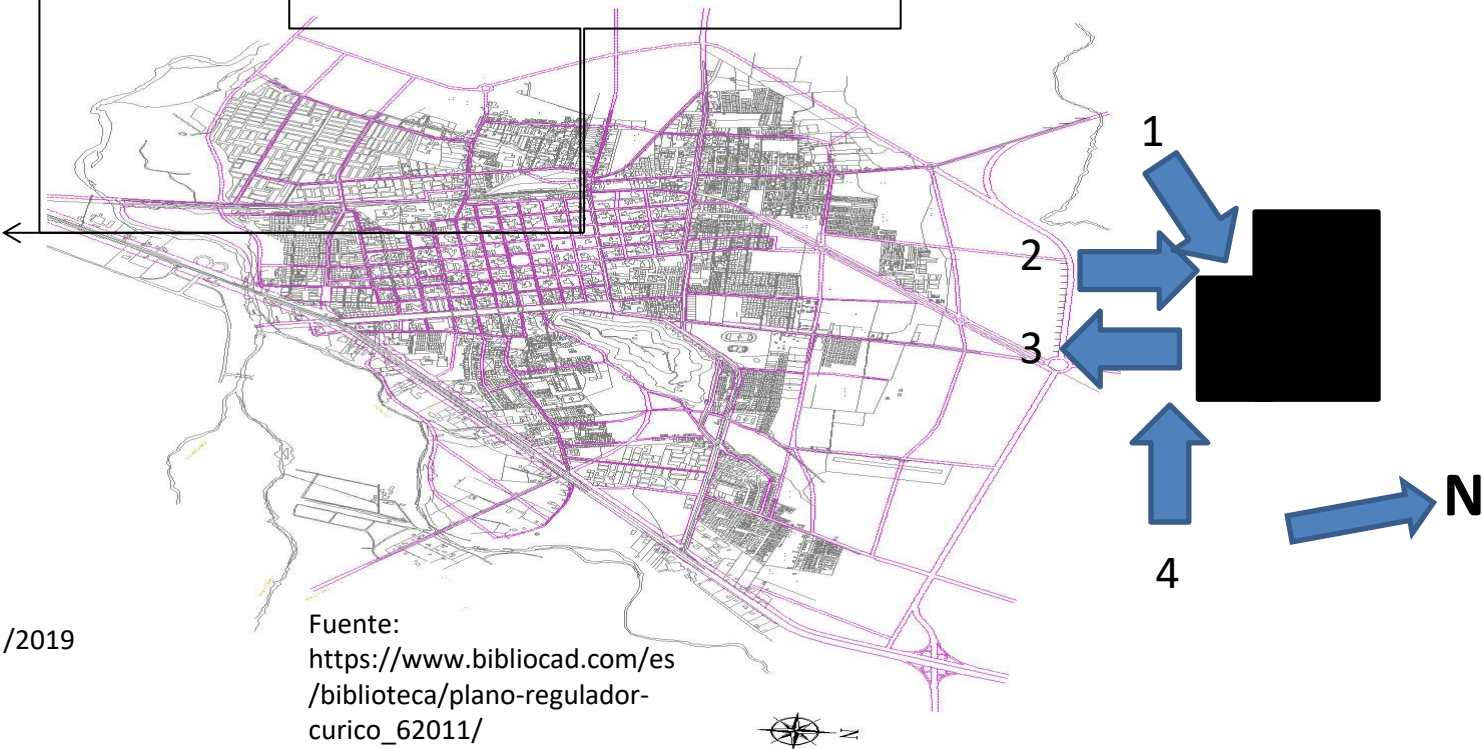 1
2
3
N
4
/2019
Fuente:
https://www.bibliocad.com/es
/biblioteca/plano-regulador-
curico_62011/
N